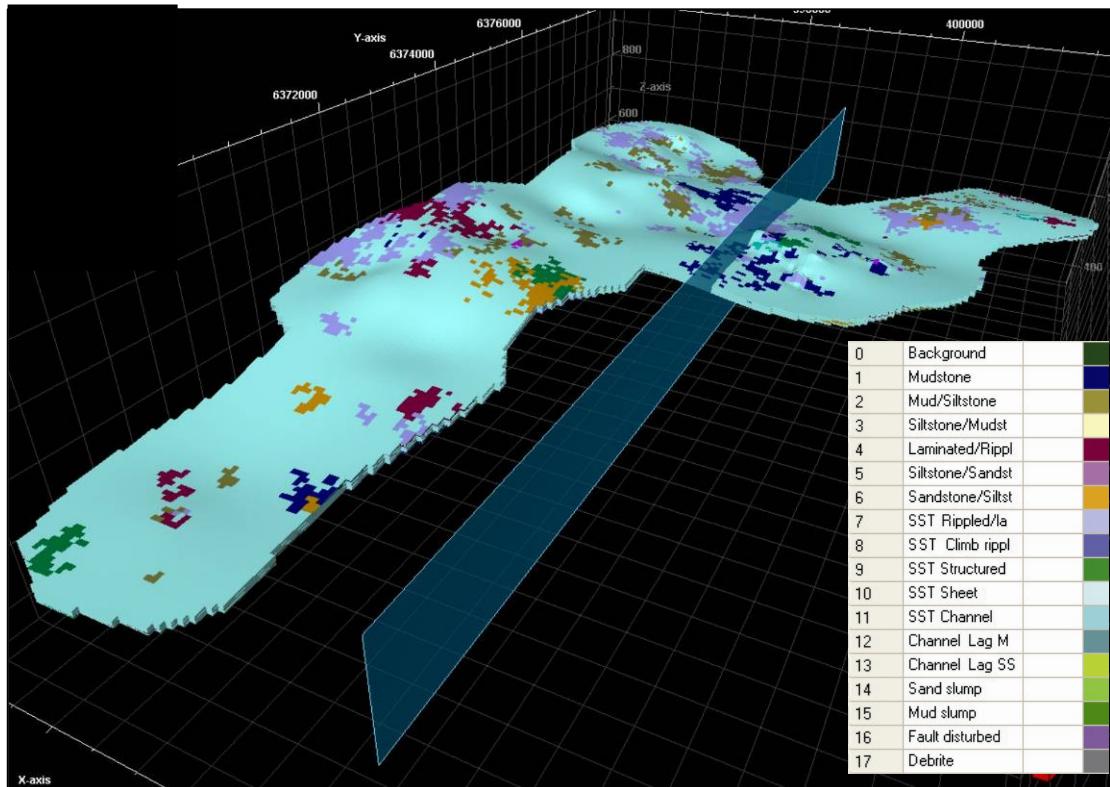 6376000
398000
400000
Y-axis
6374000
800
Z-axis
6372000
600
400
0 Background
1 Mudstone
2 Mud/Siltstone
3 Siltstone/Mudst
4 Laminated/Rippl
5 Siltstone/Sandst
6 Sandstone/Siltst
7 SST Rippled/la
8 SST Climb rippl
9 SST Structured
10 SST Sheet
11 SST Channel
12 Channel Lag M
13 Channel Lag SS
14 Sand slump
15 Mud slump
16 Fault disturbed
17 Debrite
X-axis